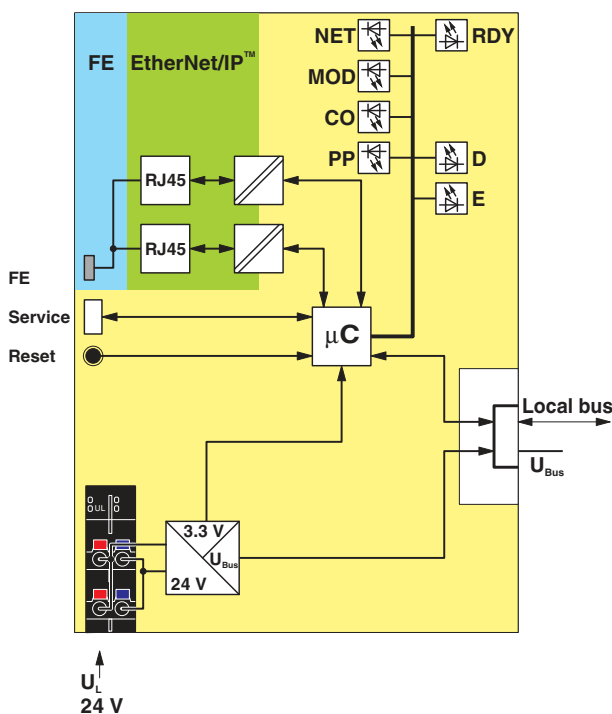 FE EtherNet/IP™
NET RDY
MOD
CO
PP D
E
RJ45
RJ45
FE
Service
Reset
µC
Local bus
U_Bus
UL
3.3 V
U_Bus
24 V
U_L
24 V